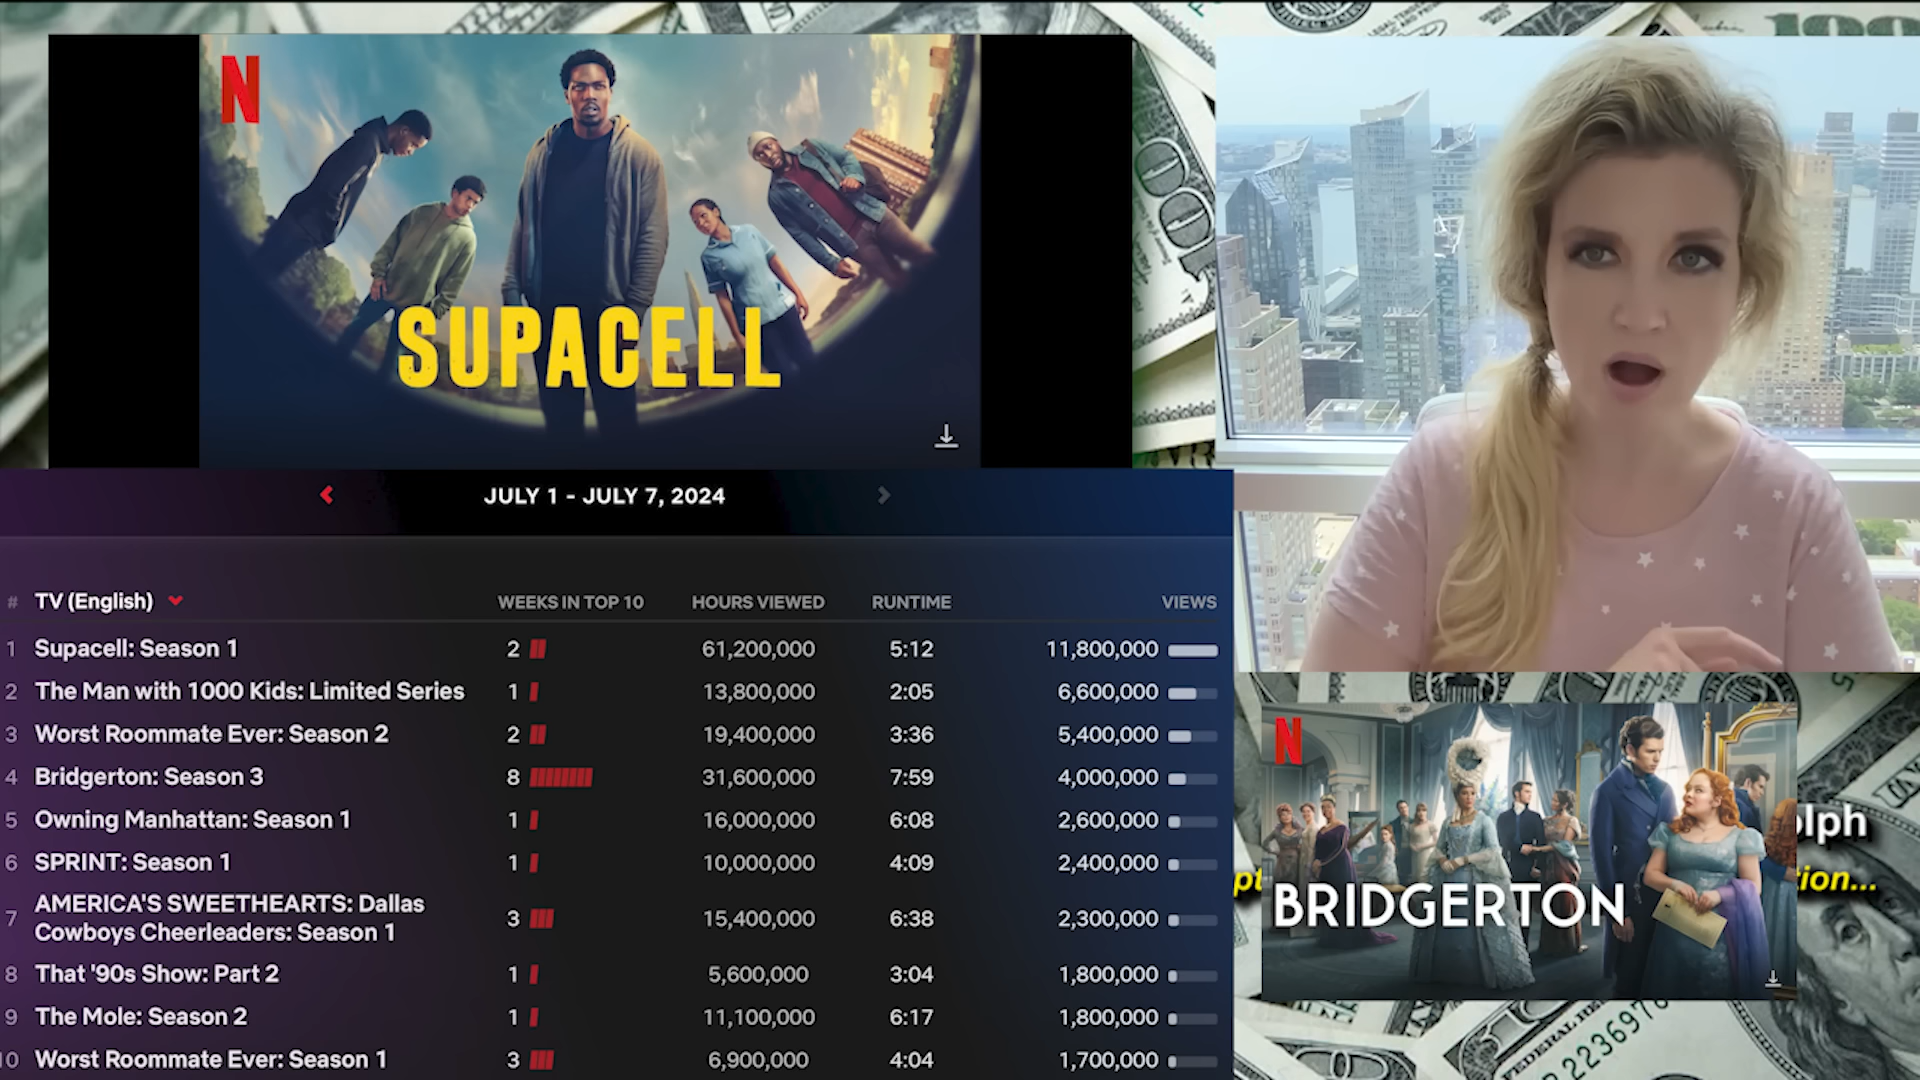 N
SUPACELL
JULY 1 - JULY 7, 2024
# TV (English) WEEKS IN TOP 10 HOURS VIEWED RUNTIME VIEWS
1 Supacell: Season 1 2 61,200,000 5:12 11,800,000
2 The Man with 1000 Kids: Limited Series 1 13,800,000 2:05 6,600,000
3 Worst Roommate Ever: Season 2 2 19,400,000 3:36 5,400,000
4 Bridgerton: Season 3 8 31,600,000 7:59 4,000,000
5 Owning Manhattan: Season 1 1 16,000,000 6:08 2,600,000
6 SPRINT: Season 1 1 10,000,000 4:09 2,400,000
7 AMERICA'S SWEETHEARTS: Dallas
Cowboys Cheerleaders: Season 1 3 15,400,000 6:38 2,300,000
8 That '90s Show: Part 2 1 5,600,000 3:04 1,800,000
9 The Mole: Season 2 1 11,100,000 6:17 1,800,000
10 Worst Roommate Ever: Season 1 3 6,900,000 4:04 1,700,000
100
100
N
BRIDGERTON
olph
pt
tion...
FEDERAL RE